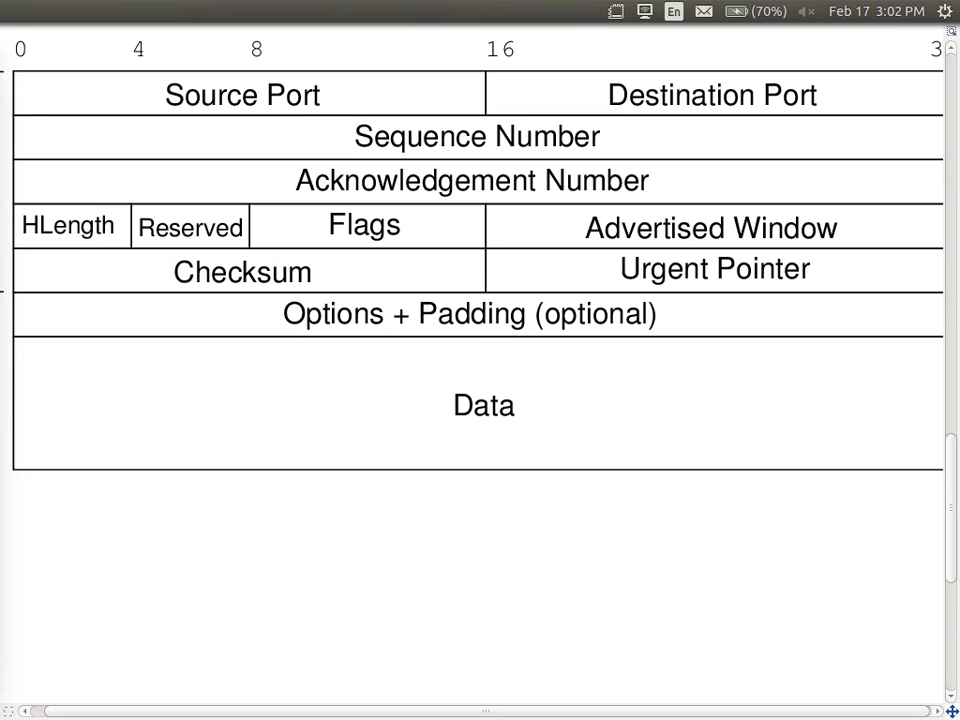 En (70%) Feb 17 3:02 PM
0 4 8 16 3
Source Port Destination Port
Sequence Number
Acknowledgement Number
HLength Reserved Flags Advertised Window
Checksum Urgent Pointer
Options + Padding (optional)
Data